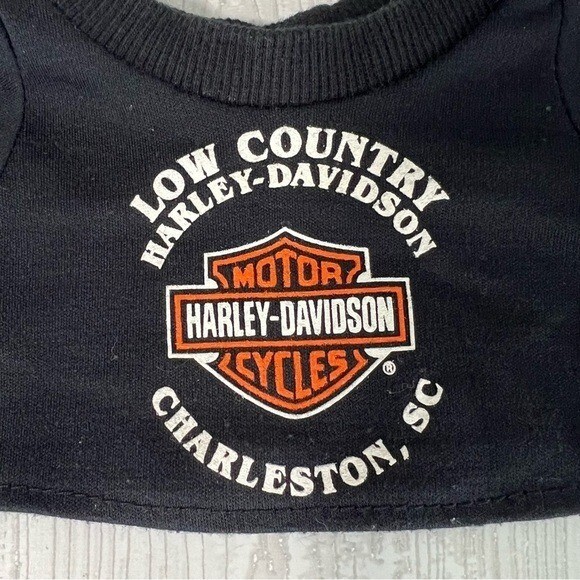 LOW COUNTRY
HARLEY-DAVIDSON
MOTOR
HARLEY-DAVIDSON
CYCLES
®
CHARLESTON, SC